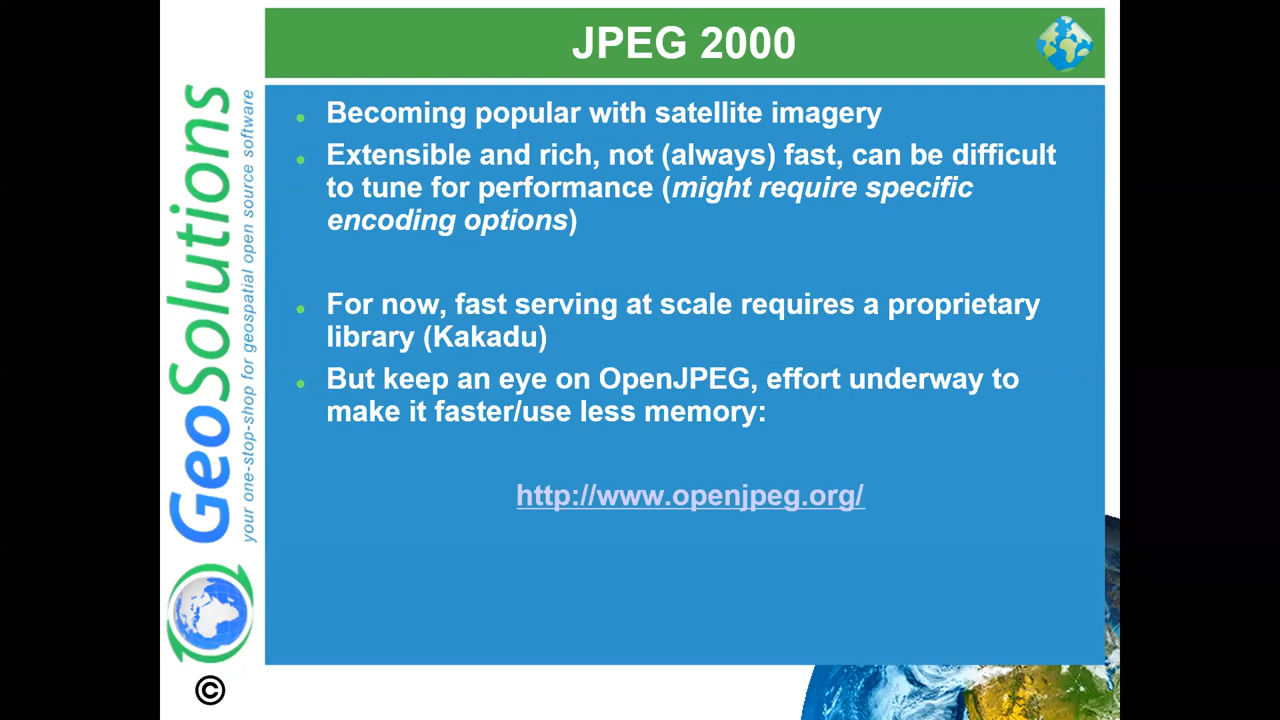 JPEG 2000
Becoming popular with satellite imagery
Extensible and rich, not (always) fast, can be difficult
to tune for performance (might require specific
encoding options)
For now, fast serving at scale requires a proprietary
library (Kakadu)
But keep an eye on OpenJPEG, effort underway to
make it faster/use less memory:
http://www.openjpeg.org/
GeoSolutions
your one-stop-shop for geospatial open source software
©